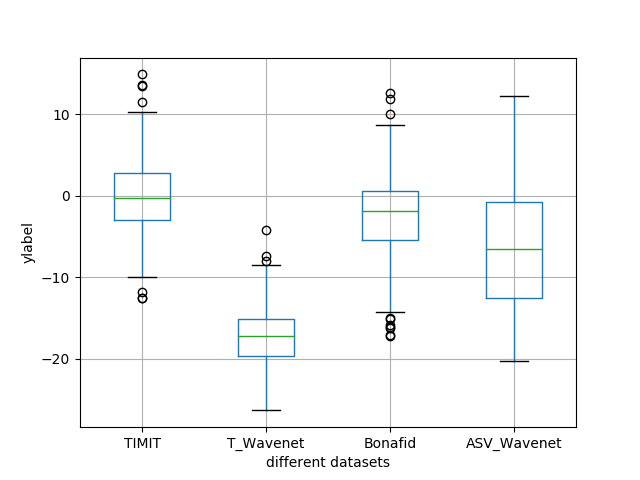 10
0
−10
−20
ylabel
TIMIT
T_Wavenet
Bonafid
ASV_Wavenet
different datasets